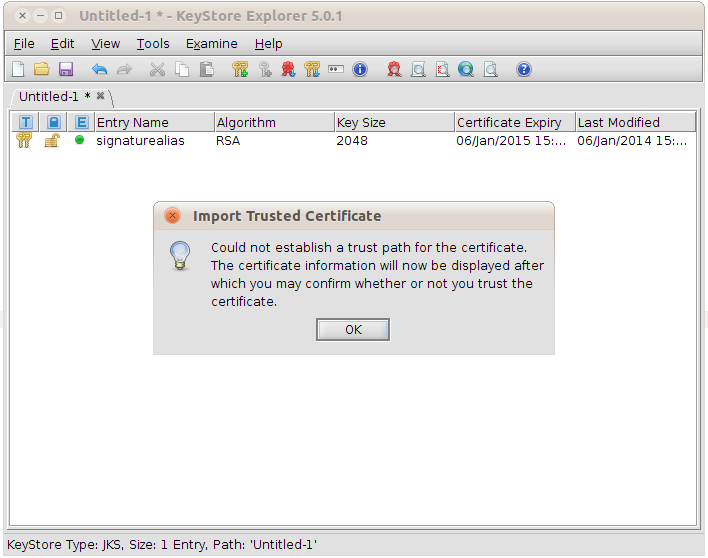 Untitled-1 * - KeyStore Explorer 5.0.1
File Edit View Tools Examine Help
Untitled-1 *
T E Entry Name Algorithm Key Size Certificate Expiry Last Modified
signaturealias RSA 2048 06/Jan/2015 15:... 06/Jan/2014 15:...
Import Trusted Certificate
Could not establish a trust path for the certificate.
The certificate information will now be displayed after
which you may confirm whether or not you trust the
certificate.
OK
KeyStore Type: JKS, Size: 1 Entry, Path: 'Untitled-1'